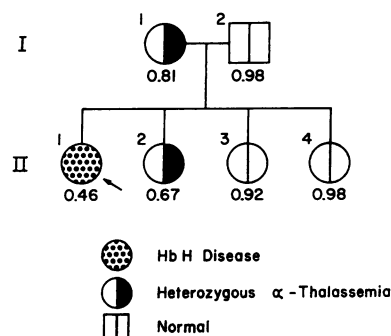 I
1
2
0.81
0.98
II
1
2
3
4
0.46
0.67
0.92
0.98
Hb H Disease
Heterozygous α-Thalassemia
Normal